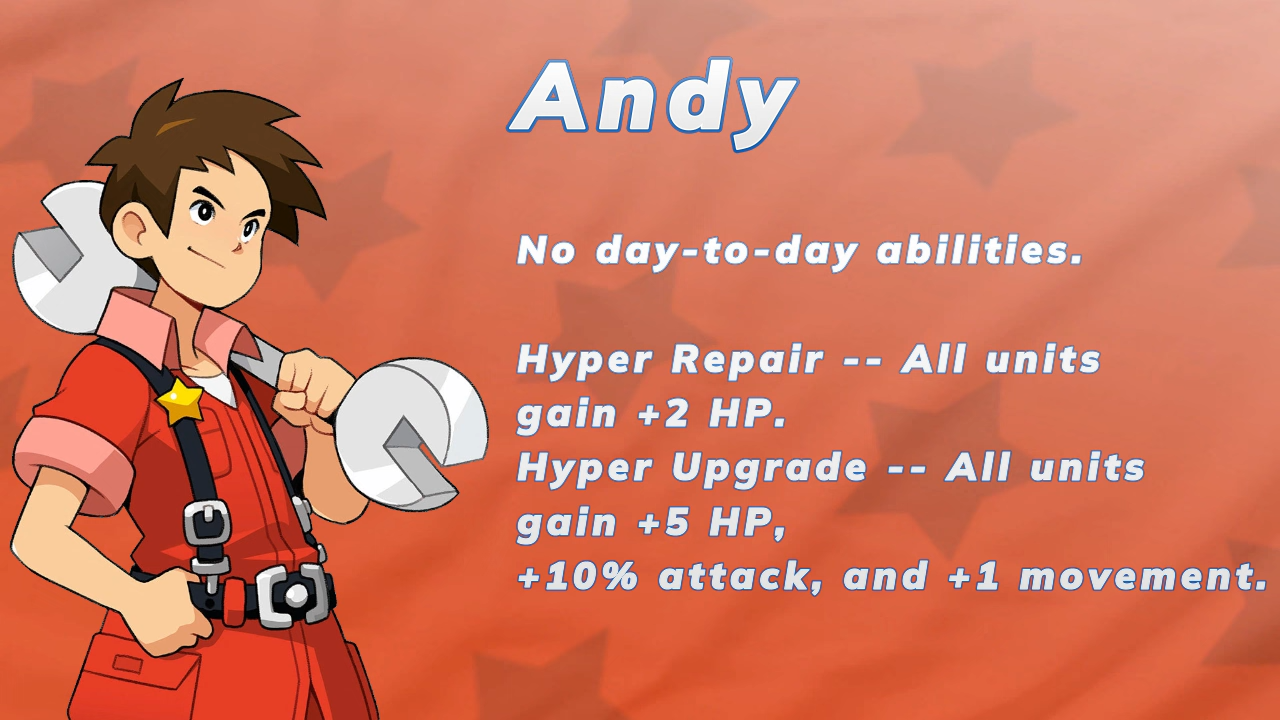 Andy
No day-to-day abilities.
Hyper Repair -- All units
gain +2 HP.
Hyper Upgrade -- All units
gain +5 HP,
+10% attack, and +1 movement.